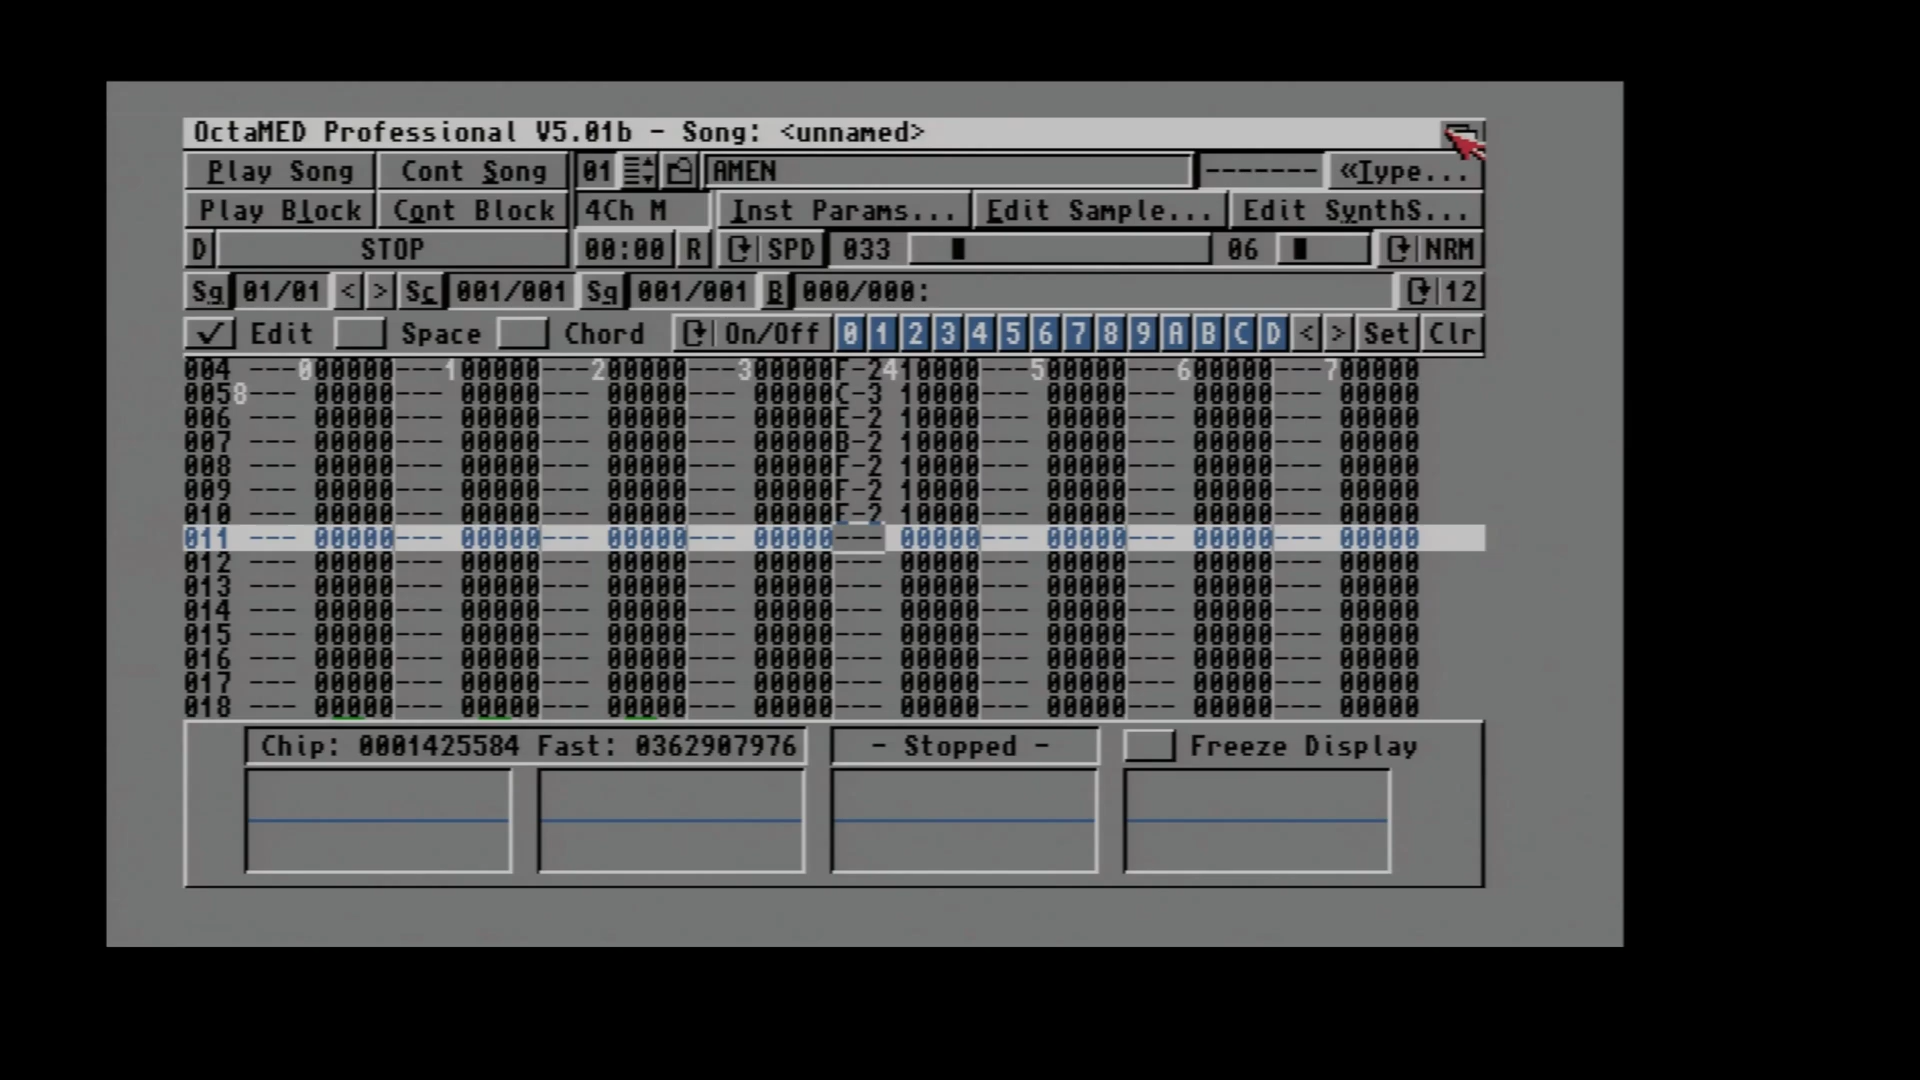 OctaMED Professional V5.01b - Song: <unnamed>
Play Song Cont Song 01 AMEN ------- «Type...
Play Block Cont Block 4Ch M Inst Params... Edit Sample... Edit SynthS...
D STOP 00:00 R SPD 033 06 NRM
Sg 01/01 < > Sc 001/001 Sq 001/001 B 000/000: 12
✓ Edit Space Chord On/Off 0 1 2 3 4 5 6 7 8 9 A B C D < > Set Clr
004 --- 000000 --- 100000 --- 200000 --- 300000 F-2 410000 --- 500000 --- 600000 --- 700000
005 8 --- 00000 --- 00000 --- 00000 --- 00000 C-3 10000 --- 00000 --- 00000 --- 00000
006 --- 00000 --- 00000 --- 00000 --- 00000 E-2 10000 --- 00000 --- 00000 --- 00000
007 --- 00000 --- 00000 --- 00000 --- 00000 B-2 10000 --- 00000 --- 00000 --- 00000
008 --- 00000 --- 00000 --- 00000 --- 00000 F-2 10000 --- 00000 --- 00000 --- 00000
009 --- 00000 --- 00000 --- 00000 --- 00000 F-2 10000 --- 00000 --- 00000 --- 00000
010 --- 00000 --- 00000 --- 00000 --- 00000 10000 --- 00000 --- 00000 --- 00000
011 --- 00000 --- 00000 --- 00000 --- 00000 --- 00000 --- 00000 --- 00000 --- 00000
012 --- 00000 --- 00000 --- 00000 --- 00000 --- 00000 --- 00000 --- 00000 --- 00000
013 --- 00000 --- 00000 --- 00000 --- 00000 --- 00000 --- 00000 --- 00000 --- 00000
014 --- 00000 --- 00000 --- 00000 --- 00000 --- 00000 --- 00000 --- 00000 --- 00000
015 --- 00000 --- 00000 --- 00000 --- 00000 --- 00000 --- 00000 --- 00000 --- 00000
016 --- 00000 --- 00000 --- 00000 --- 00000 --- 00000 --- 00000 --- 00000 --- 00000
017 --- 00000 --- 00000 --- 00000 --- 00000 --- 00000 --- 00000 --- 00000 --- 00000
018 --- 00000 --- 00000 --- 00000 --- 00000 --- 00000 --- 00000 --- 00000 --- 00000
Chip: 0001425584 Fast: 0362907976 - Stopped - Freeze Display